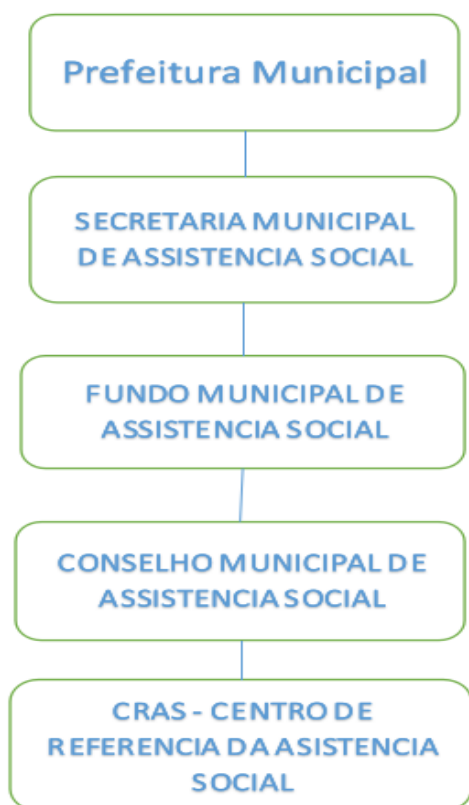 Prefeitura Municipal
SECRETARIA MUNICIPAL
DE ASSISTENCIA SOCIAL
FUNDO MUNICIPAL DE
ASSISTENCIA SOCIAL
CONSELHO MUNICIPAL DE
ASSISTENCIA SOCIAL
CRAS - CENTRO DE
REFERENCIA DA ASISTENCIA
SOCIAL